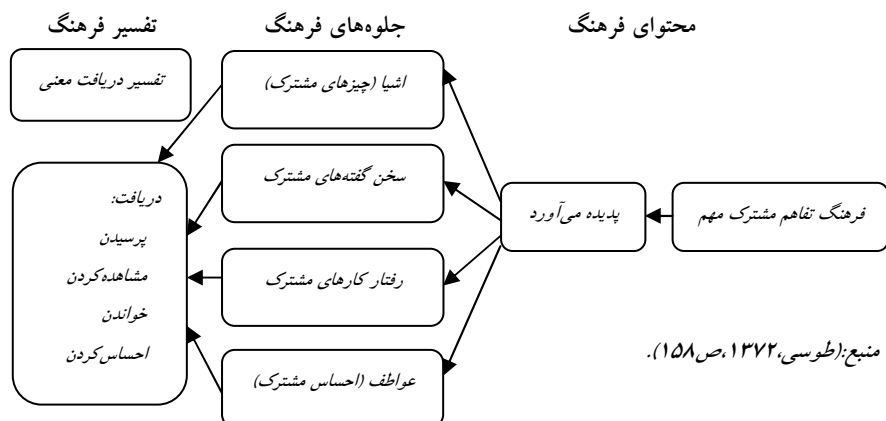 محتوای فرهنگ
جلوه‌های فرهنگ
تفسیر فرهنگ
فرهنگ تفاهم مشترک مهم
پدیده می‌آورد
اشیا (چیزهای مشترک)
سخن گفته‌های مشترک
رفتار کارهای مشترک
عواطف (احساس مشترک)
تفسیر دریافت معنی
دریافت:
پرسیدن
مشاهده‌کردن
خواندن
احساس‌کردن
منبع:(طوسی،۱۳۷۲،ص۱۵۸).